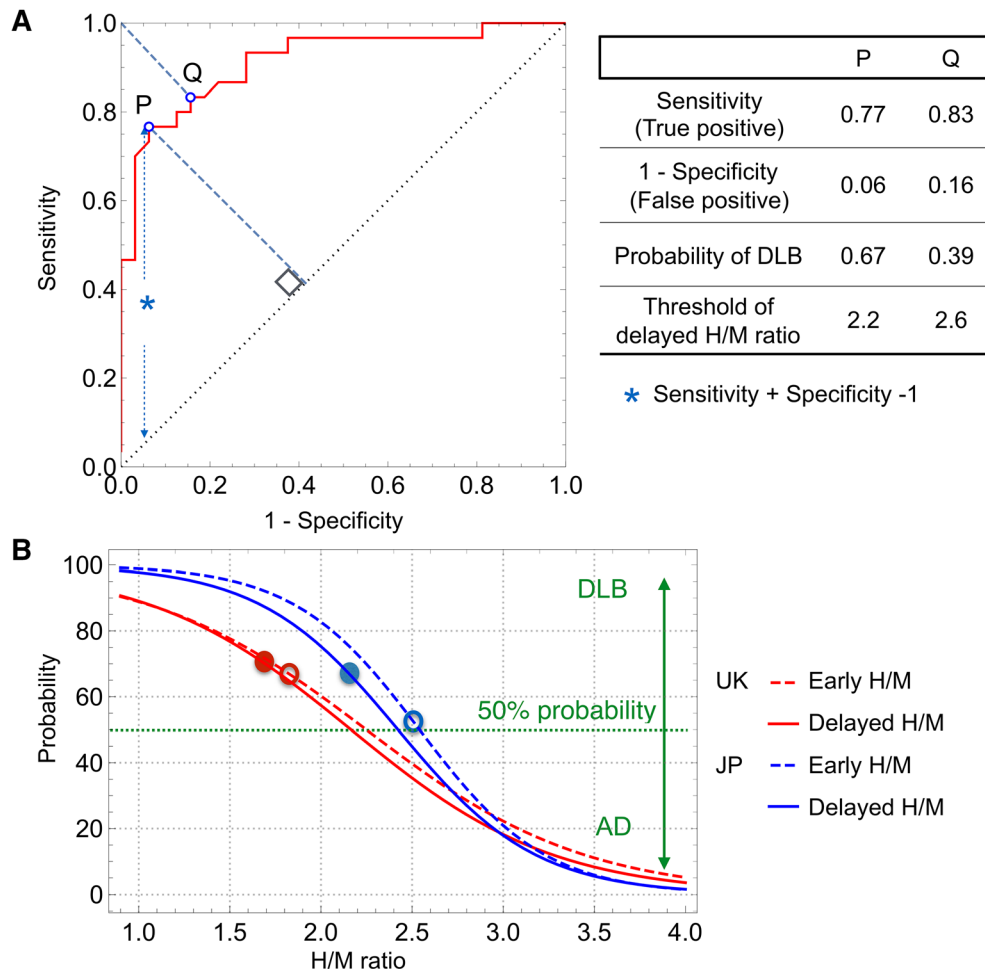 A
1.0
0.8
0.6
0.4
0.2
0.0
0.0 0.2 0.4 0.6 0.8 1.0
Sensitivity
1 - Specificity
P
Q
*
P Q
Sensitivity
(True positive)
0.77 0.83
1 - Specificity
(False positive)
0.06 0.16
Probability of DLB 0.67 0.39
Threshold of
delayed H/M ratio
2.2 2.6
* Sensitivity + Specificity -1
B
100
80
60
40
20
0
1.0 1.5 2.0 2.5 3.0 3.5 4.0
Probability
H/M ratio
DLB
50% probability
AD
UK Early H/M
Delayed H/M
JP Early H/M
Delayed H/M